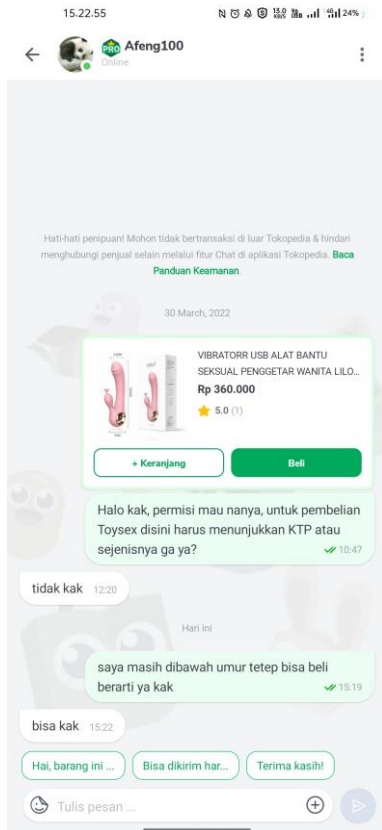 15.22.55
24%
PRO Afeng100
Online
Hati-hati penipuan! Mohon tidak bertransaksi di luar Tokopedia & hindari
menghubungi penjual selain melalui fitur Chat di aplikasi Tokopedia. Baca
Panduan Keamanan.
30 March, 2022
VIBRATORR USB ALAT BANTU
SEKSUAL PENGGETAR WANITA LILO...
Rp 360.000
5.0 (1)
+ Keranjang
Beli
Halo kak, permisi mau nanya, untuk pembelian
Toysex disini harus menunjukkan KTP atau
sejenisnya ga ya?
10:47
tidak kak 12:20
Hari ini
saya masih dibawah umur tetep bisa beli
berarti ya kak
15:19
bisa kak 15:22
Hai, barang ini ...
Bisa dikirim har...
Terima kasih!
Tulis pesan ...